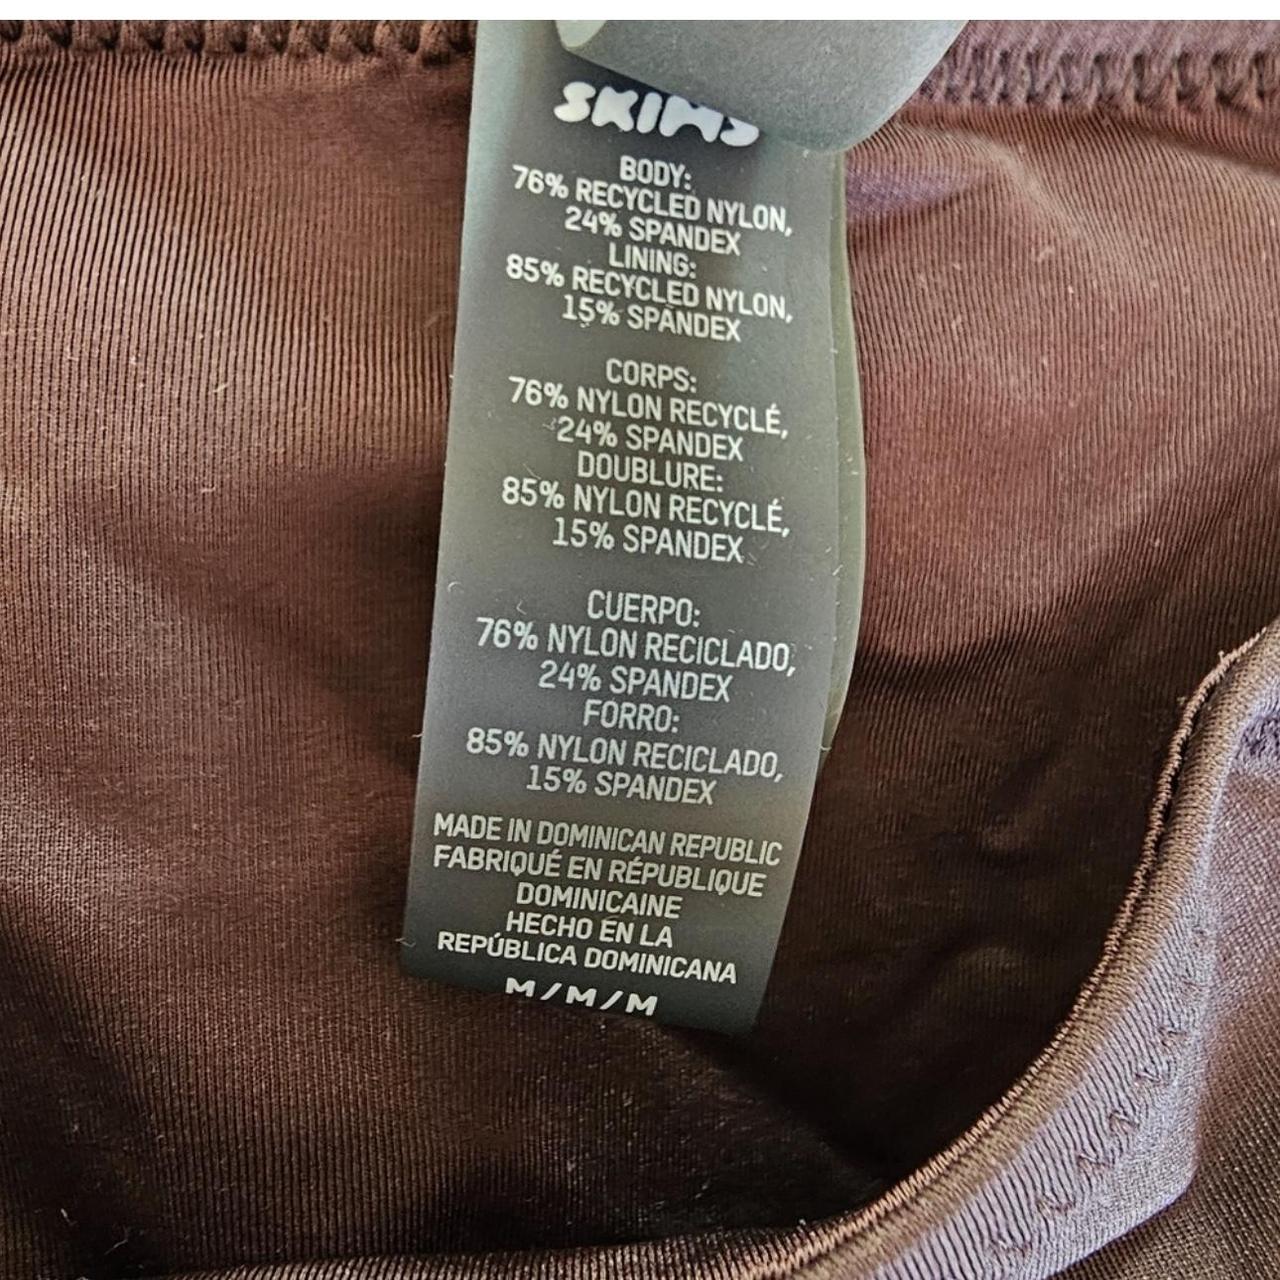 SKIMS
BODY:
76% RECYCLED NYLON,
24% SPANDEX
LINING:
85% RECYCLED NYLON,
15% SPANDEX
CORPS:
76% NYLON RECYCLÉ,
24% SPANDEX
DOUBLURE:
85% NYLON RECYCLÉ,
15% SPANDEX
CUERPO:
76% NYLON RECICLADO,
24% SPANDEX
FORRO:
85% NYLON RECICLADO,
15% SPANDEX
MADE IN DOMINICAN REPUBLIC
FABRIQUÉ EN RÉPUBLIQUE
DOMINICAINE
HECHO EN LA
REPÚBLICA DOMINICANA
M/M/M